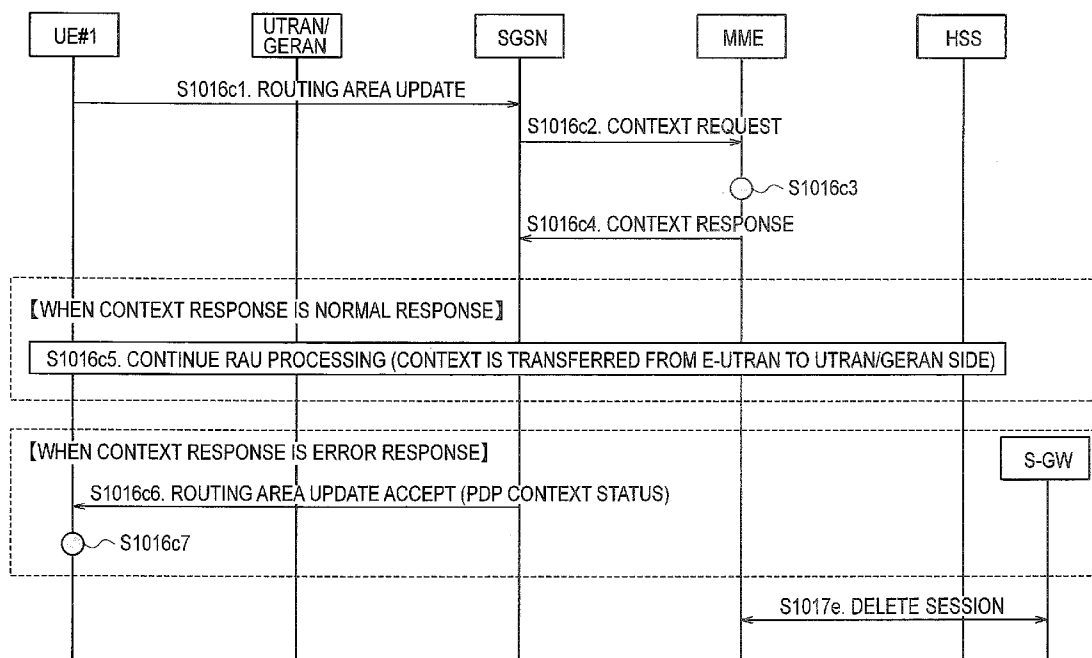 UE#1
UTRAN/
GERAN
SGSN
MME
HSS
S1016c1. ROUTING AREA UPDATE
S1016c2. CONTEXT REQUEST
S1016c3
S1016c4. CONTEXT RESPONSE
【WHEN CONTEXT RESPONSE IS NORMAL RESPONSE】
S1016c5. CONTINUE RAU PROCESSING (CONTEXT IS TRANSFERRED FROM E-UTRAN TO UTRAN/GERAN SIDE)
【WHEN CONTEXT RESPONSE IS ERROR RESPONSE】
S-GW
S1016c6. ROUTING AREA UPDATE ACCEPT (PDP CONTEXT STATUS)
S1016c7
S1017e. DELETE SESSION